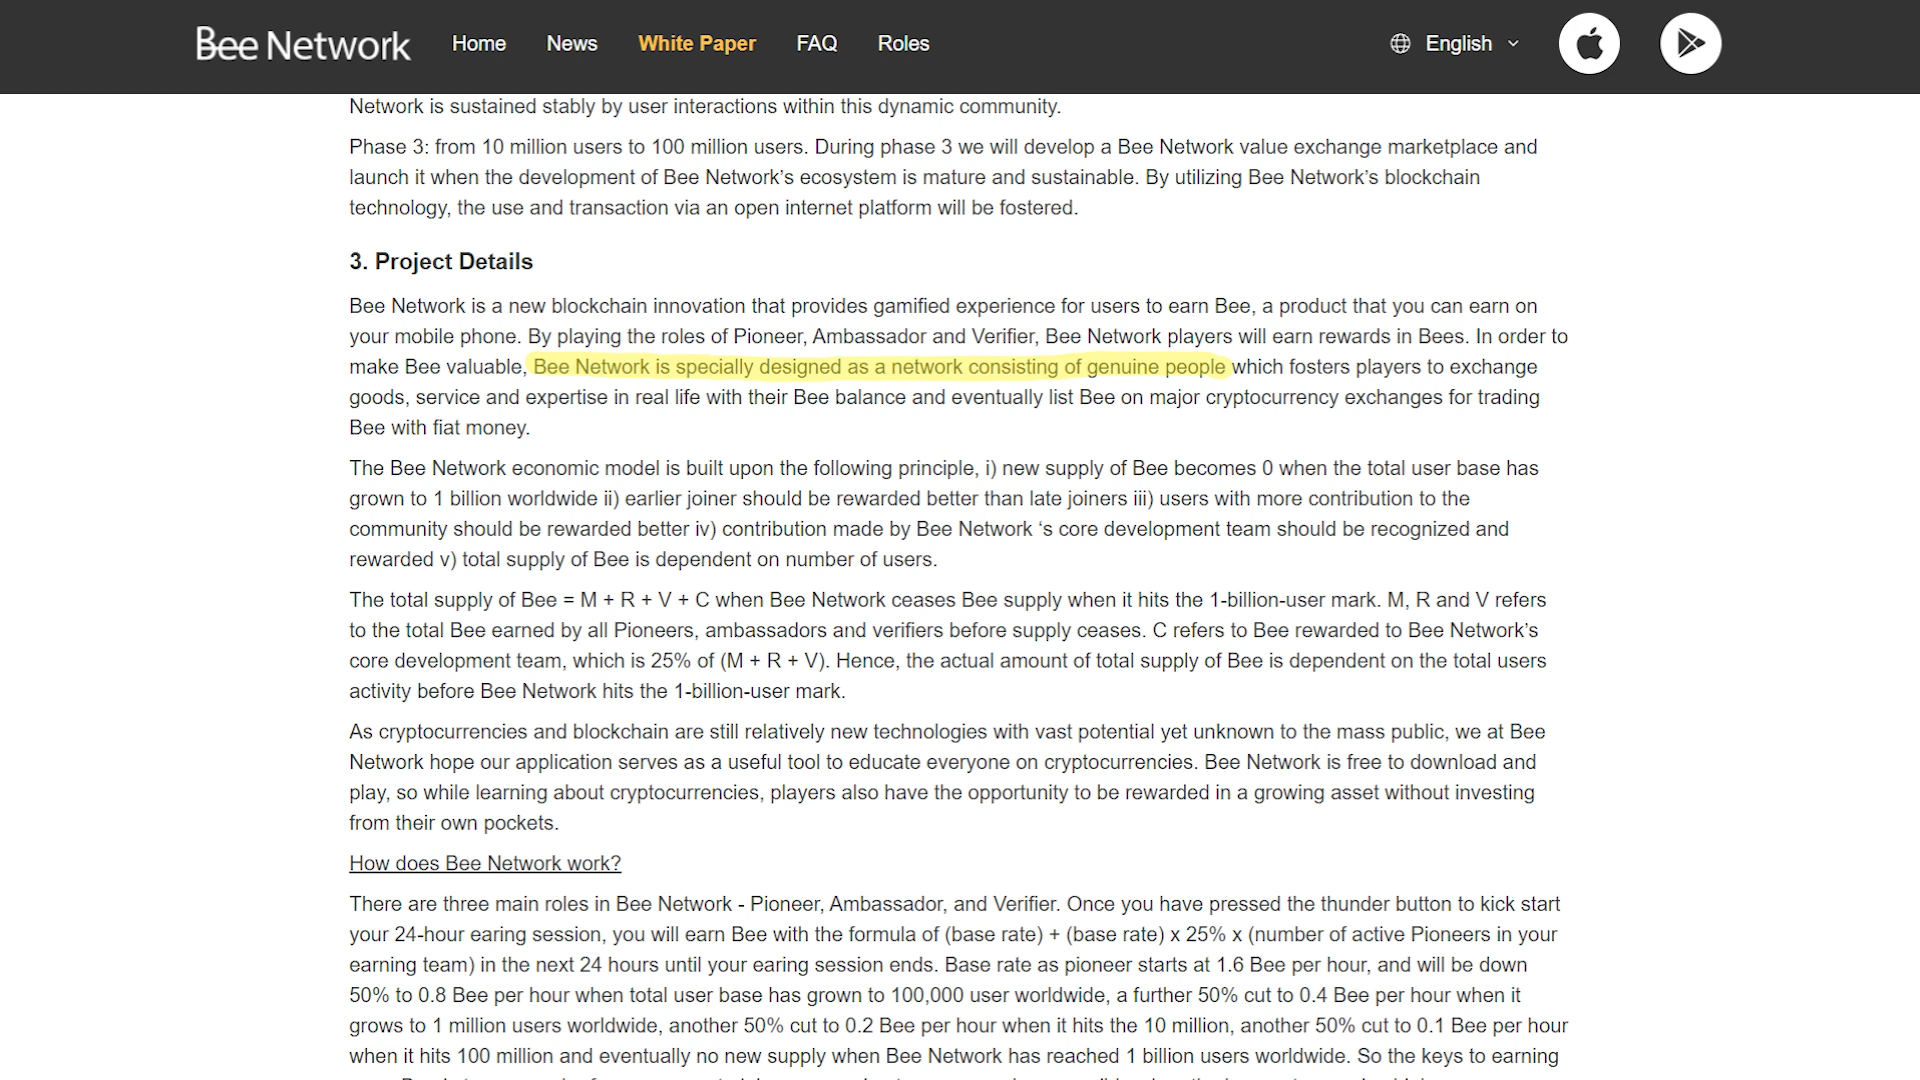 Bee Network Home News White Paper FAQ Roles English
Network is sustained stably by user interactions within this dynamic community.
Phase 3: from 10 million users to 100 million users. During phase 3 we will develop a Bee Network value exchange marketplace and
launch it when the development of Bee Network’s ecosystem is mature and sustainable. By utilizing Bee Network’s blockchain
technology, the use and transaction via an open internet platform will be fostered.
3. Project Details
Bee Network is a new blockchain innovation that provides gamified experience for users to earn Bee, a product that you can earn on
your mobile phone. By playing the roles of Pioneer, Ambassador and Verifier, Bee Network players will earn rewards in Bees. In order to
make Bee valuable, Bee Network is specially designed as a network consisting of genuine people which fosters players to exchange
goods, service and expertise in real life with their Bee balance and eventually list Bee on major cryptocurrency exchanges for trading
Bee with fiat money.
The Bee Network economic model is built upon the following principle, i) new supply of Bee becomes 0 when the total user base has
grown to 1 billion worldwide ii) earlier joiner should be rewarded better than late joiners iii) users with more contribution to the
community should be rewarded better iv) contribution made by Bee Network ‘s core development team should be recognized and
rewarded v) total supply of Bee is dependent on number of users.
The total supply of Bee = M + R + V + C when Bee Network ceases Bee supply when it hits the 1-billion-user mark. M, R and V refers
to the total Bee earned by all Pioneers, ambassadors and verifiers before supply ceases. C refers to Bee rewarded to Bee Network’s
core development team, which is 25% of (M + R + V). Hence, the actual amount of total supply of Bee is dependent on the total users
activity before Bee Network hits the 1-billion-user mark.
As cryptocurrencies and blockchain are still relatively new technologies with vast potential yet unknown to the mass public, we at Bee
Network hope our application serves as a useful tool to educate everyone on cryptocurrencies. Bee Network is free to download and
play, so while learning about cryptocurrencies, players also have the opportunity to be rewarded in a growing asset without investing
from their own pockets.
How does Bee Network work?
There are three main roles in Bee Network - Pioneer, Ambassador, and Verifier. Once you have pressed the thunder button to kick start
your 24-hour earing session, you will earn Bee with the formula of (base rate) + (base rate) x 25% x (number of active Pioneers in your
earning team) in the next 24 hours until your earing session ends. Base rate as pioneer starts at 1.6 Bee per hour, and will be down
50% to 0.8 Bee per hour when total user base has grown to 100,000 user worldwide, a further 50% cut to 0.4 Bee per hour when it
grows to 1 million users worldwide, another 50% cut to 0.2 Bee per hour when it hits the 10 million, another 50% cut to 0.1 Bee per hour
when it hits 100 million and eventually no new supply when Bee Network has reached 1 billion users worldwide. So the keys to earning